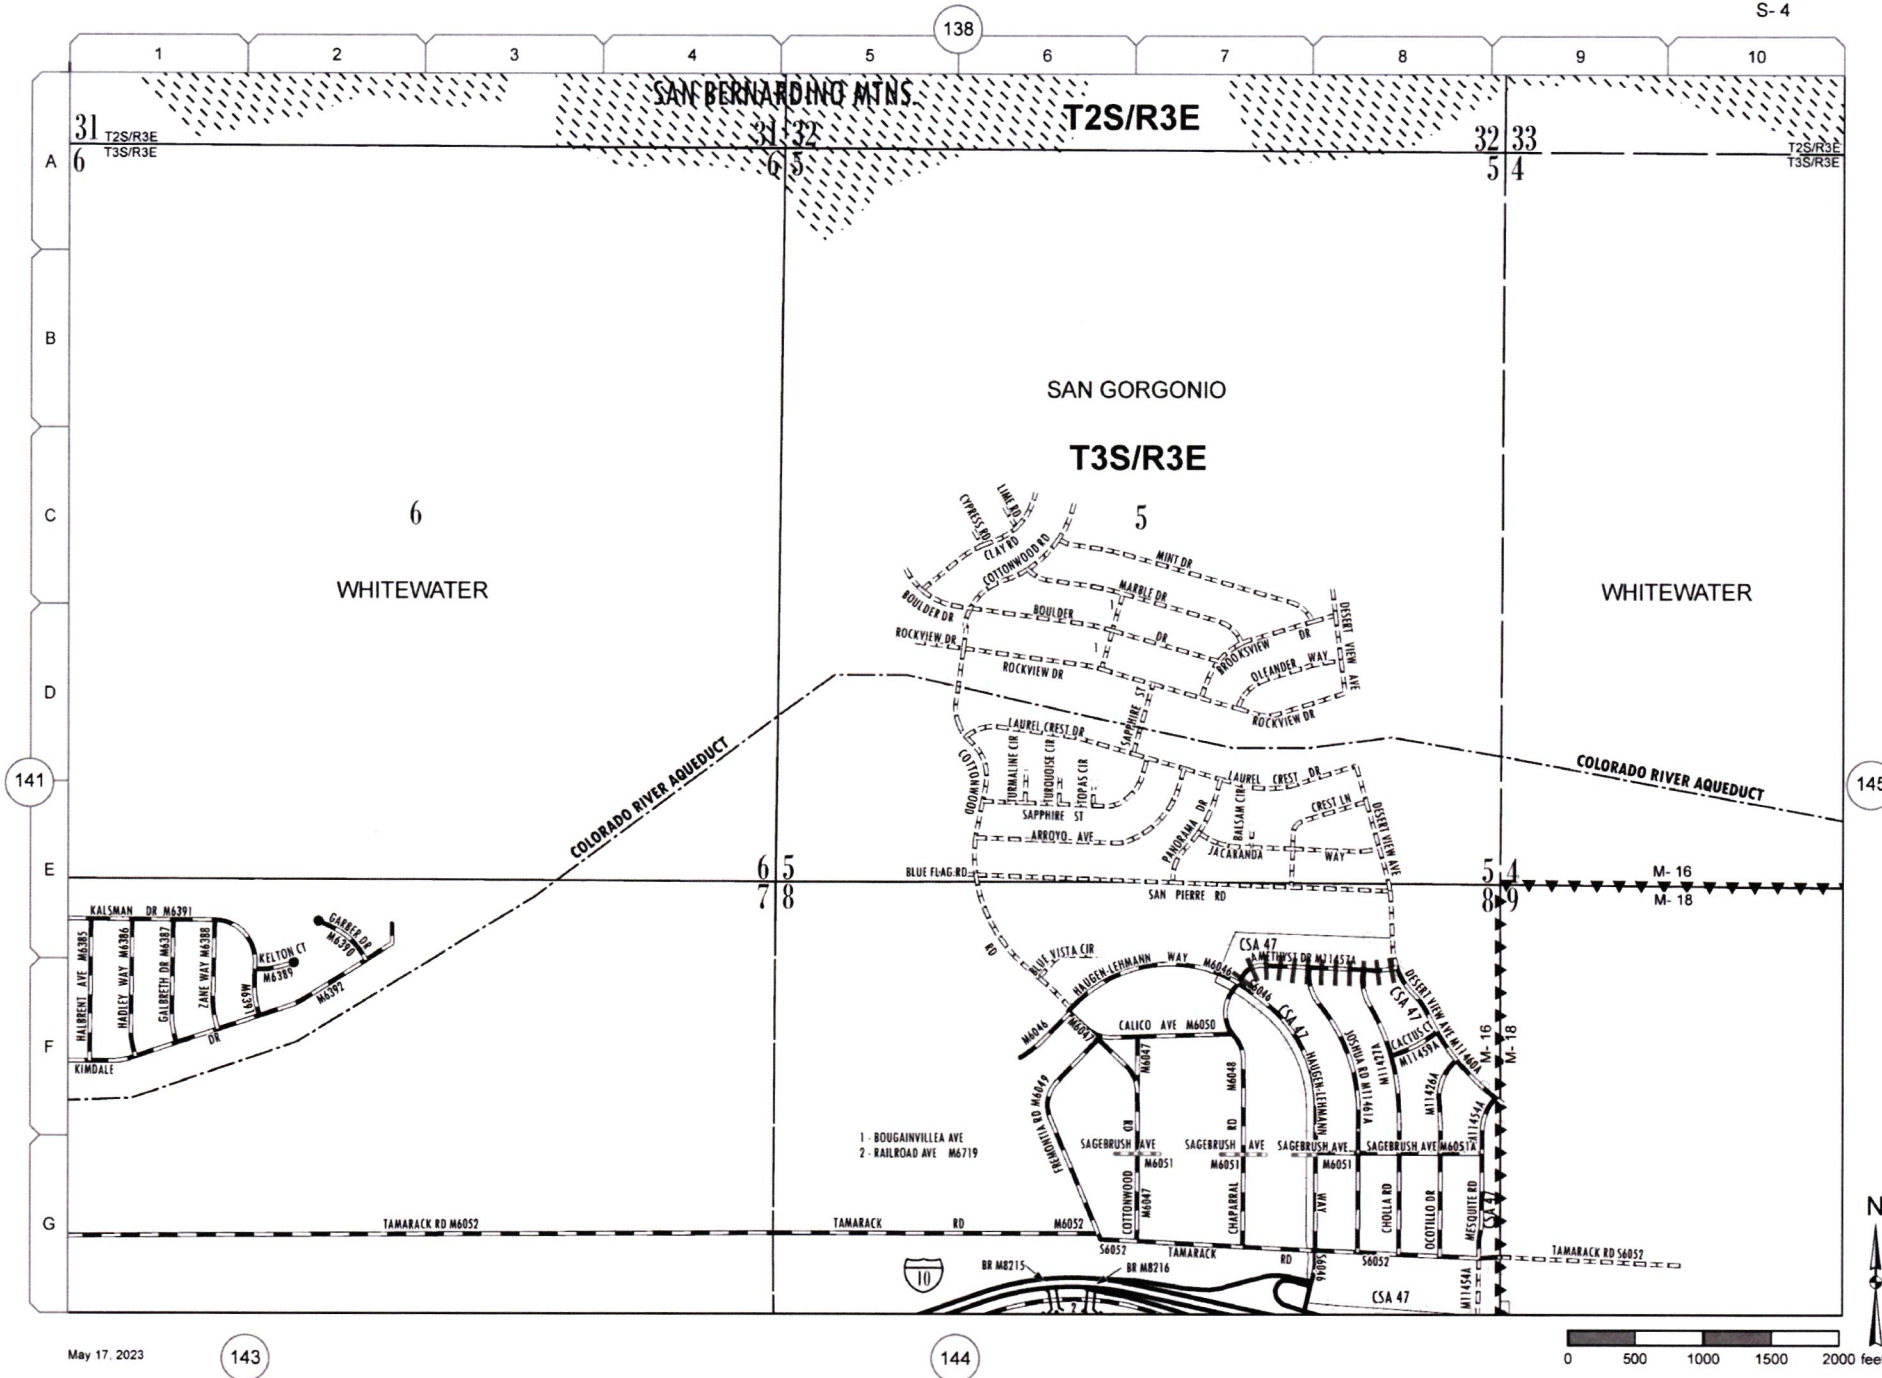 S- 4
138
1 2 3 4 5 6 7 8 9 10
SAN BERNARDINO MTNS.
T2S/R3E
31 T2S/R3E
31 32
32 33
T2S/R3E
A
6 T3S/R3E
6 5
5 4
T3S/R3E
B
SAN GORGONIO
T3S/R3E
C
6
5
LIME RD
CYPRESS RD
CLAY RD
COTTONWOOD RD
MINT DR
WHITEWATER
MARBLE DR
WHITEWATER
BOULDER DR
BOULDER
DR
1
1
ROCKVIEW DR
ROCKVIEW DR
BROOKSVIEW
DR
DESERT VIEW AVE
OLEANDER WAY
D
SAPPHIRE ST
ROCKVIEW DR
LAUREL CREST DR
COLORADO RIVER AQUEDUCT
COLORADO RIVER AQUEDUCT
141
145
COTTONWOOD
TURMALINE CIR
TURQUOISE CIR
TOPAS CIR
LAUREL CREST DR
SAPPHIRE ST
BALSAM CIR
CREST LN
DESERT VIEW AVE
ARROYO AVE
PANORAMA DR
JACARANDA WAY
E
6 5
BLUE FLAG RD
5 4
M- 16
7 8
SAN PIERRE RD
8 9
M- 18
KALSMAN DR M6391
GARBER DR
M6390
KELTON CT
M6389
HALBRENT AVE M6385
HADLEY WAY M6386
GALBRETH DR M6387
ZANE WAY M6388
M6391
M6392
DR
KIMDALE
RD
BLUE VISTA CIR
HAUGEN-LEHMANN WAY M6046
CSA 47
AMETHYST DR M11457A
S6046
CSA 47
CSA 47
DESERT VIEW AVE M11460A
F
M6046
M6047
CALICO AVE M6050
M6047
M6048
HAUGEN-LEHMANN
JOSHUA RD M11461A
M11427A
CACTUS CT
M11459A
M11426A
M11454A
M- 16
M- 18
FREMONTIA RD M6049
RD
RD
1 - BOUGAINVILLEA AVE
2 - RAILROAD AVE M6719
SAGEBRUSH AVE
M6051
SAGEBRUSH AVE
M6051
SAGEBRUSH AVE
M6051
SAGEBRUSH AVE M6051A
COTTONWOOD
M6047
CHAPARRAL
WAY
CHOLLA RD
OCOTILLO DR
MESQUITE RD
CSA 47
G
TAMARACK RD M6052
TAMARACK RD M6052
S6052 TAMARACK RD
S6052
TAMARACK RD S6052
10
BR M8215
BR M8216
2
S6046
CSA 47
M11454A
N
May 17, 2023
143
144
0 500 1000 1500 2000 feet